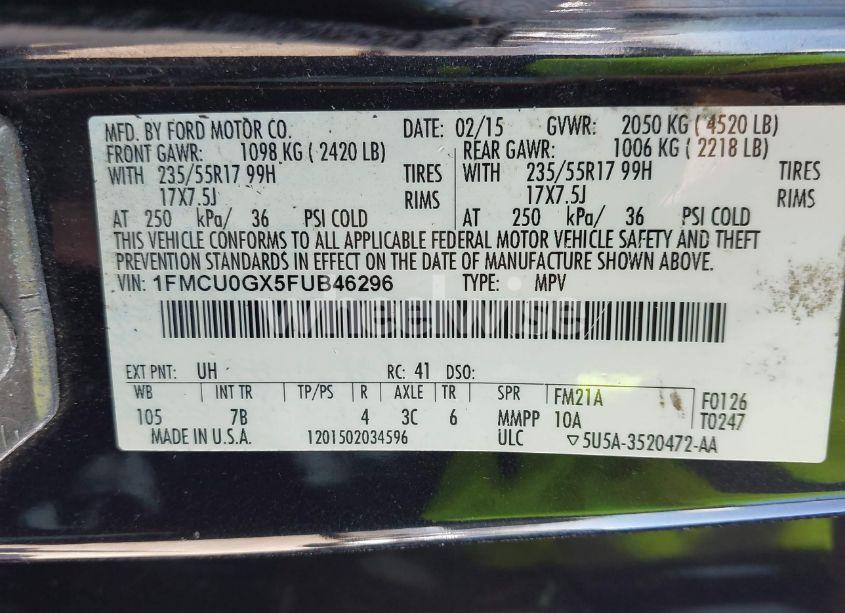 MFD. BY FORD MOTOR CO. DATE: 02/15 GVWR: 2050 KG ( 4520 LB)
FRONT GAWR: 1098 KG ( 2420 LB) REAR GAWR: 1006 KG ( 2218 LB)
WITH 235/55R17 99H TIRES WITH 235/55R17 99H TIRES
17X7.5J RIMS 17X7.5J RIMS
AT 250 kPa/ 36 PSI COLD AT 250 kPa/ 36 PSI COLD
THIS VEHICLE CONFORMS TO ALL APPLICABLE FEDERAL MOTOR VEHICLE SAFETY AND THEFT
PREVENTION STANDARDS IN EFFECT ON THE DATE OF MANUFACTURE SHOWN ABOVE.
VIN: 1FMCU0GX5FUB46296 TYPE: MPV
wheelwise
EXT PNT: UH RC: 41 DSO:
WB INT TR TP/PS R AXLE TR SPR FM21A F0126
105 7B 4 3C 6 MMPP 10A T0247
MADE IN U.S.A. 1201502034596 ULC ▽5U5A-3520472-AA